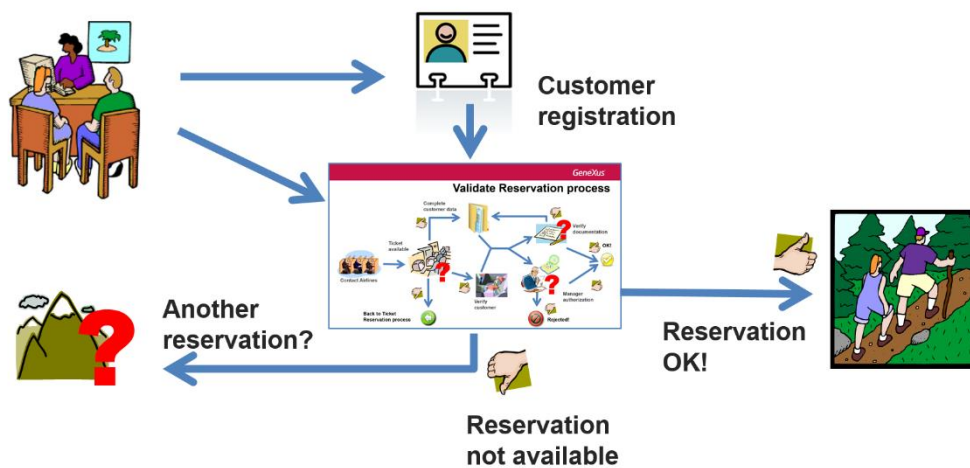 Customer
registration
GeneXus
Validate Reservation process
Complete
customer data
Verify
documentation
Ticket
available
OK!
Contact Airlines
Verify
customer
Manager
authorization
Back to Ticket
Reservation process
Rejected!
Another
reservation?
Reservation
OK!
Reservation
not available